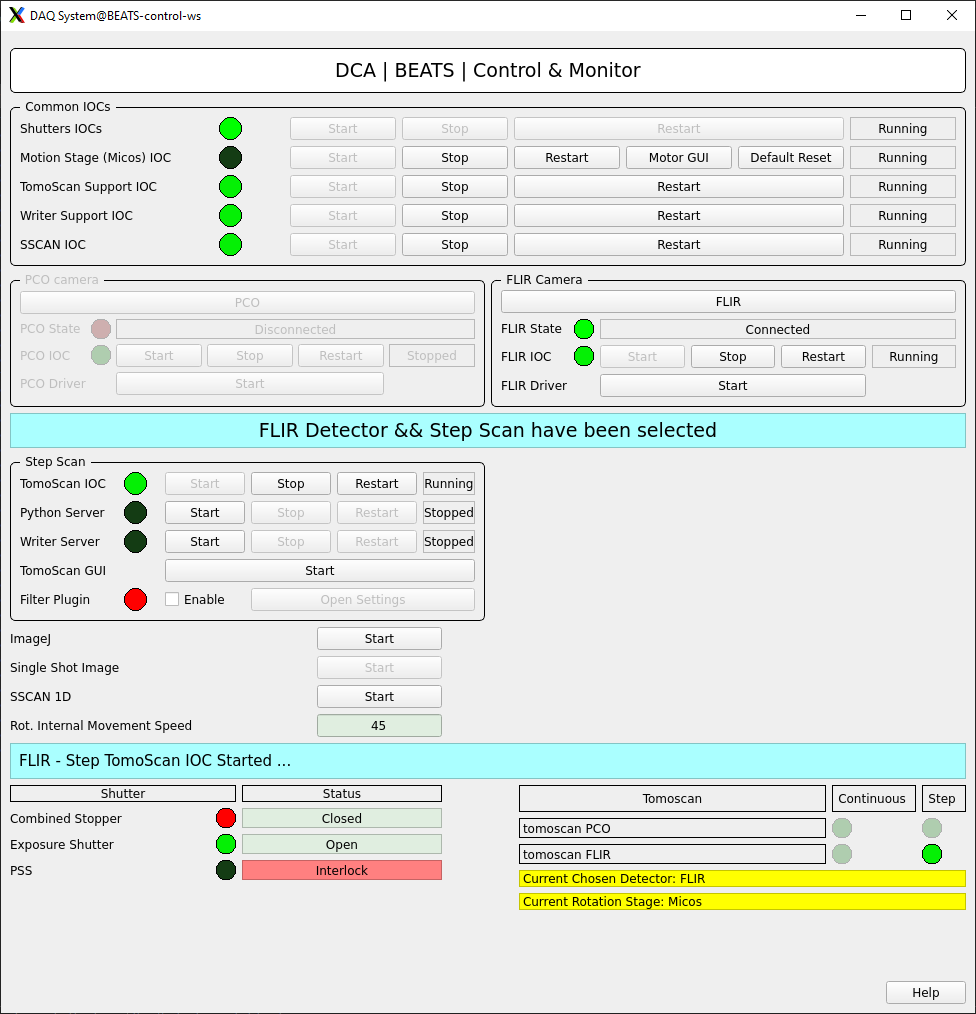 DAQ System@BEATS-control-ws
DCA | BEATS | Control & Monitor
Common IOCs
Shutters IOCs Start Stop Restart Running
Motion Stage (Micos) IOC Start Stop Restart Motor GUI Default Reset Running
TomoScan Support IOC Start Stop Restart Running
Writer Support IOC Start Stop Restart Running
SSCAN IOC Start Stop Restart Running
PCO camera
PCO
PCO State Disconnected
PCO IOC Start Stop Restart Stopped
PCO Driver Start
FLIR Camera
FLIR
FLIR State Connected
FLIR IOC Start Stop Restart Running
FLIR Driver Start
FLIR Detector && Step Scan have been selected
Step Scan
TomoScan IOC Start Stop Restart Running
Python Server Start Stop Restart Stopped
Writer Server Start Stop Restart Stopped
TomoScan GUI Start
Filter Plugin Enable Open Settings
ImageJ Start
Single Shot Image Start
SSCAN 1D Start
Rot. Internal Movement Speed 45
FLIR - Step TomoScan IOC Started ...
Shutter Status
Combined Stopper Closed
Exposure Shutter Open
PSS Interlock
Tomoscan Continuous Step
tomoscan PCO
tomoscan FLIR
Current Chosen Detector: FLIR
Current Rotation Stage: Micos
Help